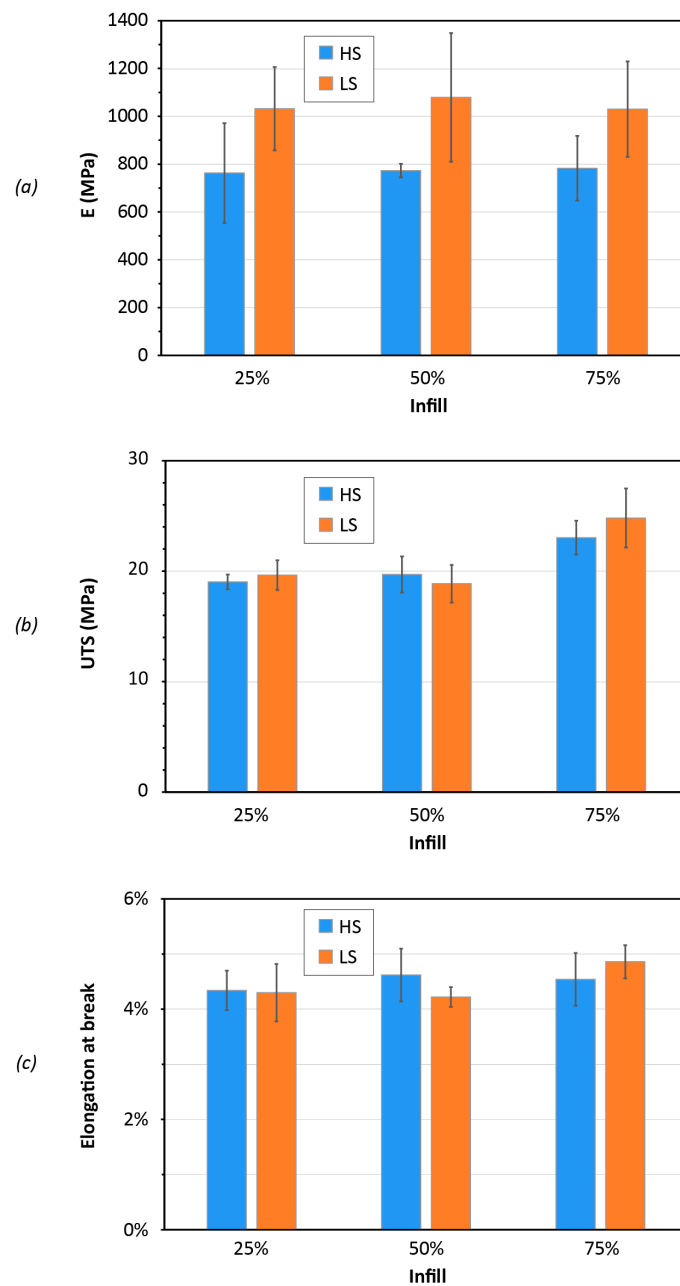 1400
HS
1200
LS
1000
(a)
E (MPa)
800
600
400
200
0
25%
50%
75%
Infill
30
HS
LS
20
(b)
UTS (MPa)
10
0
25%
50%
75%
Infill
6%
HS
LS
4%
(c)
Elongation at break
2%
0%
25%
50%
75%
Infill